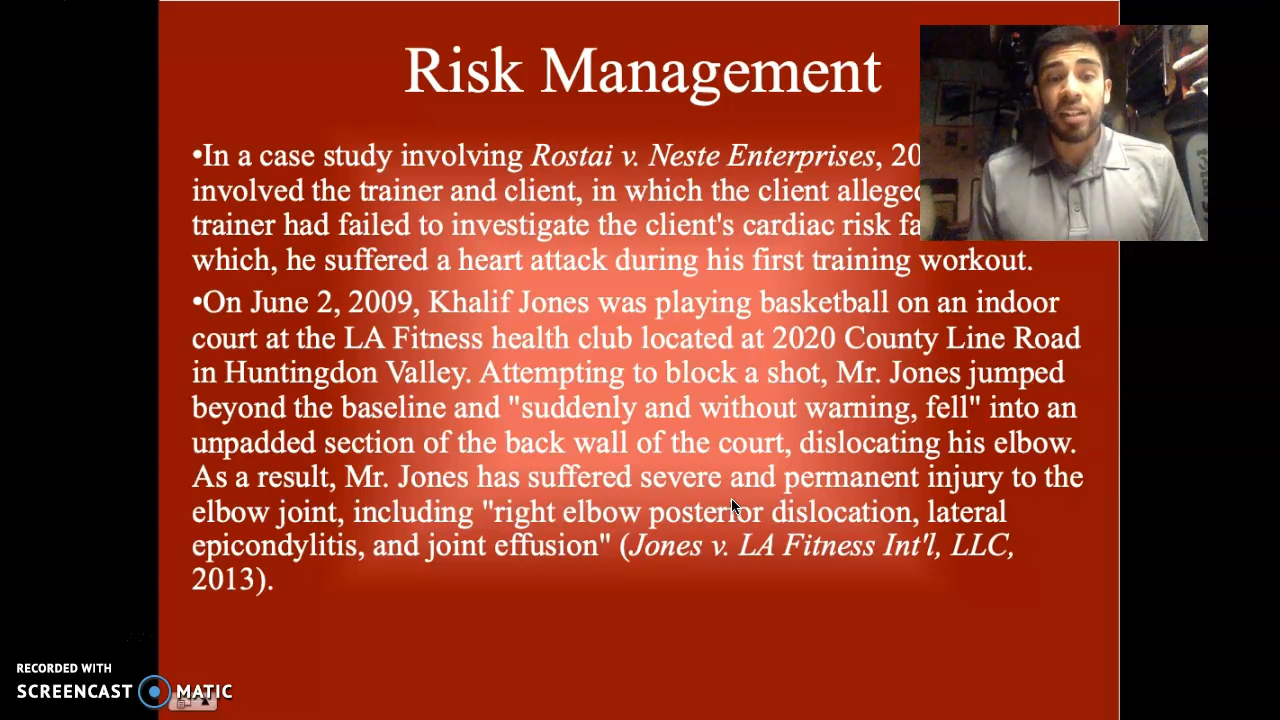 Risk Management
•In a case study involving Rostai v. Neste Enterprises, 20
involved the trainer and client, in which the client alleged
trainer had failed to investigate the client's cardiac risk fa
which, he suffered a heart attack during his first training workout.
•On June 2, 2009, Khalif Jones was playing basketball on an indoor
court at the LA Fitness health club located at 2020 County Line Road
in Huntingdon Valley. Attempting to block a shot, Mr. Jones jumped
beyond the baseline and "suddenly and without warning, fell" into an
unpadded section of the back wall of the court, dislocating his elbow.
As a result, Mr. Jones has suffered severe and permanent injury to the
elbow joint, including "right elbow posterior dislocation, lateral
epicondylitis, and joint effusion" (Jones v. LA Fitness Int'l, LLC,
2013).
RECORDED WITH
SCREENCAST MATIC